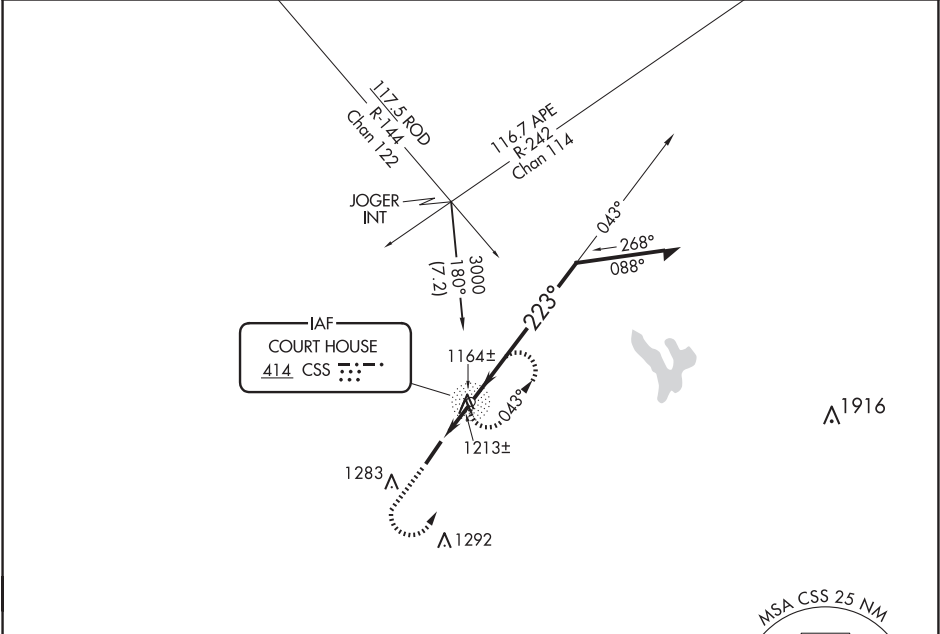 117.5 ROD
R-144
Chan 122
116.7 APE
R-242
Chan 114
JOGER
INT
043°
268°
088°
3000
180°
(7.2)
223°
IAF
COURT HOUSE
414 CSS
1164±
043°
1213±
1916
1283
1292
MSA CSS 25 NM